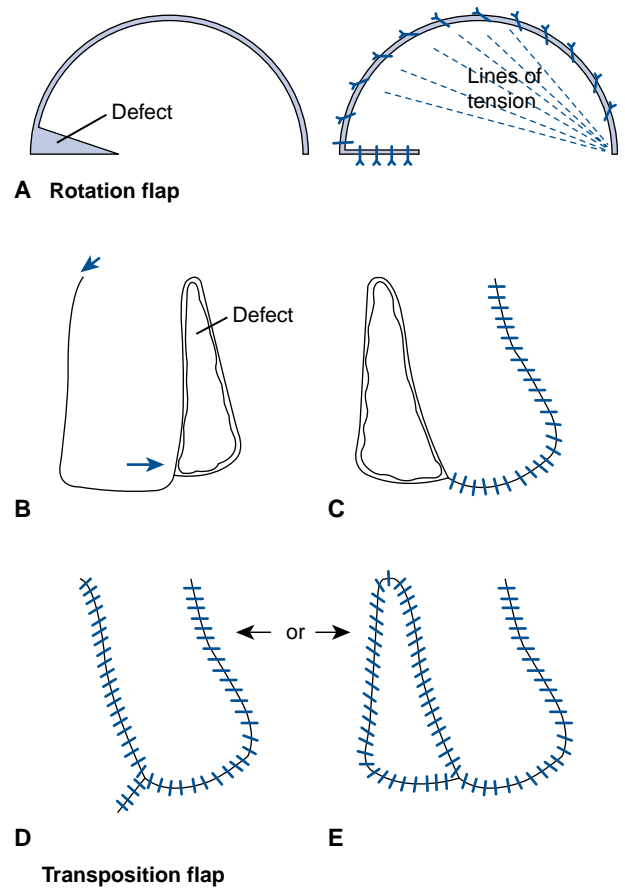 Defect
Lines of
tension
A Rotation flap
Defect
B
C
or
D
E
Transposition flap